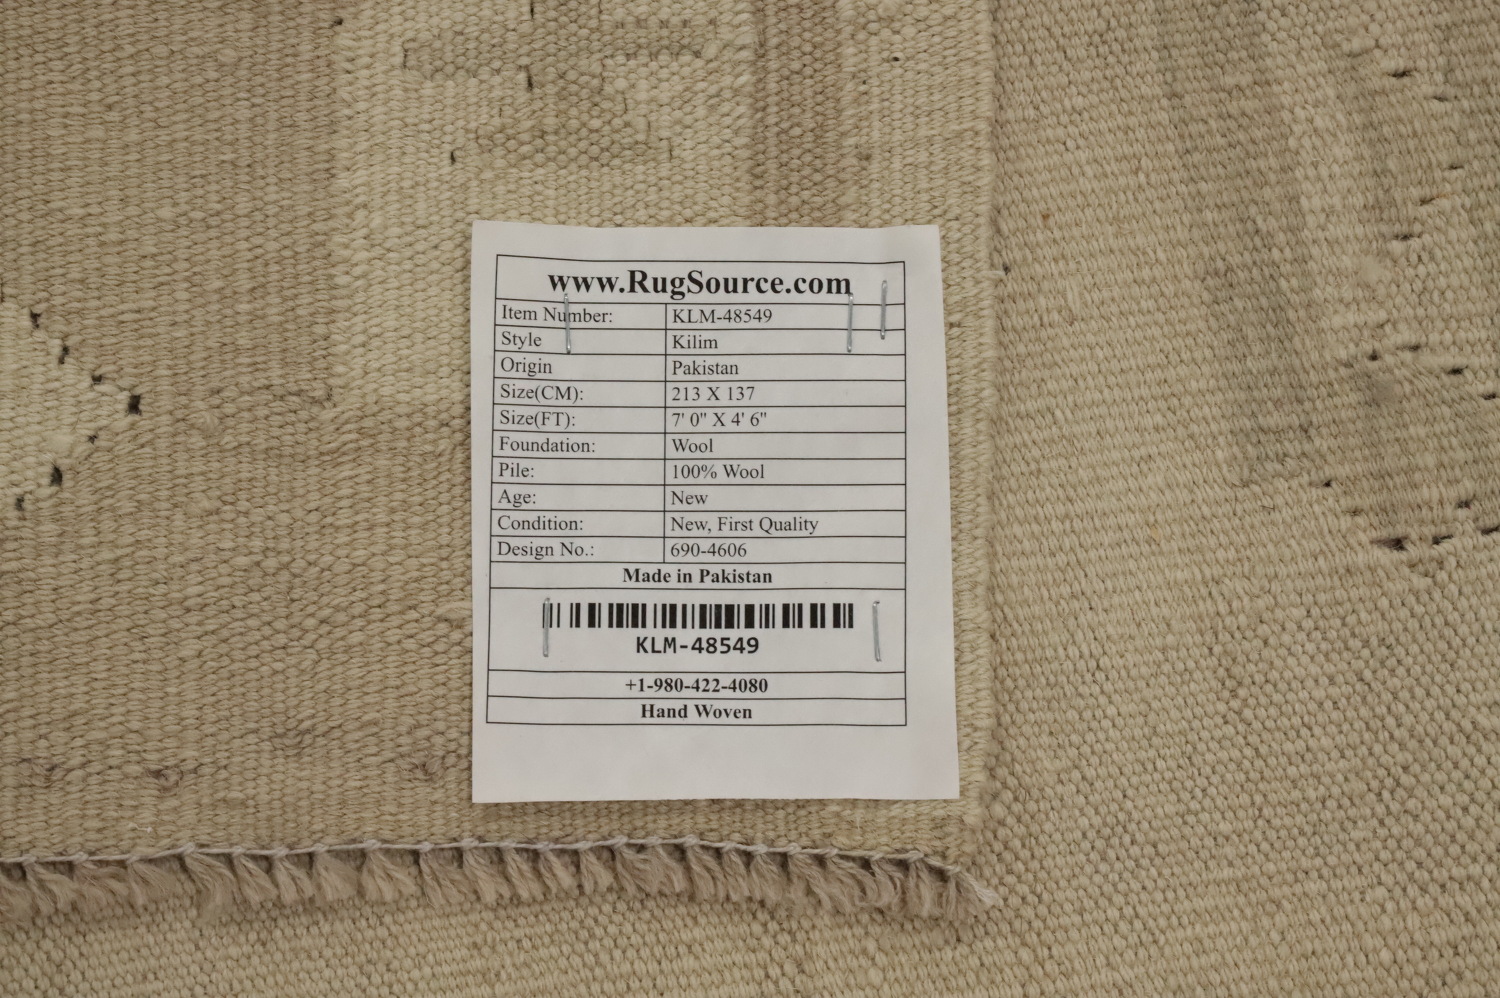 www.RugSource.com
Item Number: KLM-48549
Style Kilim
Origin Pakistan
Size(CM): 213 X 137
Size(FT): 7' 0" X 4' 6"
Foundation: Wool
Pile: 100% Wool
Age: New
Condition: New, First Quality
Design No.: 690-4606
Made in Pakistan
KLM-48549
+1-980-422-4080
Hand Woven